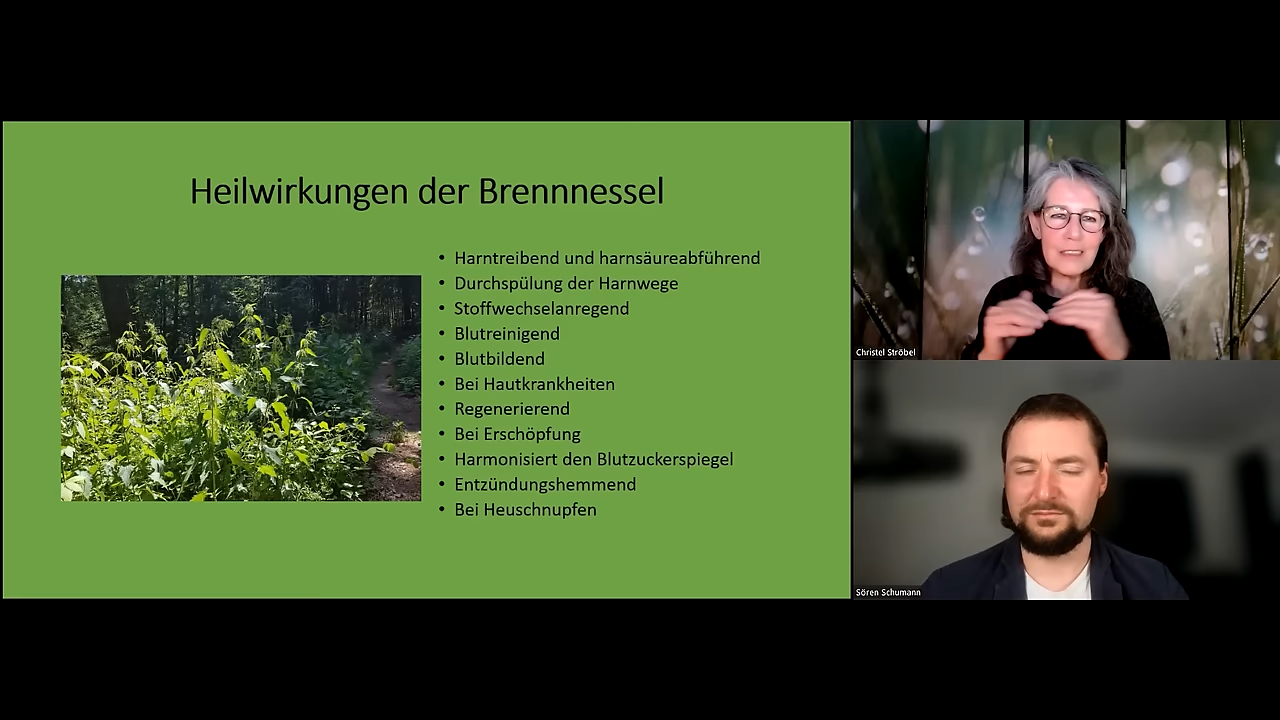 Heilwirkungen der Brennnessel
• Harntreibend und harnsäureabführend
• Durchspülung der Harnwege
• Stoffwechselanregend
• Blutreinigend
• Blutbildend
• Bei Hautkrankheiten
• Regenerierend
• Bei Erschöpfung
• Harmonisiert den Blutzuckerspiegel
• Entzündungshemmend
• Bei Heuschnupfen
Christel Ströbel
Sören Schumann